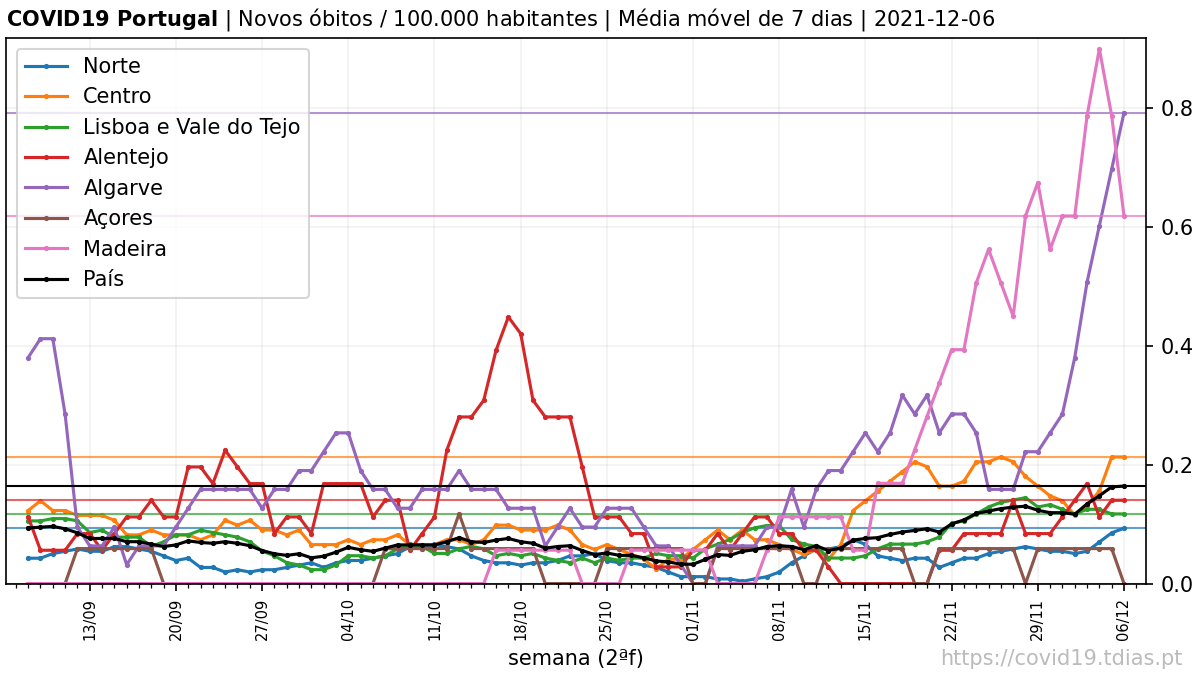 COVID19 Portugal | Novos óbitos / 100.000 habitantes | Média móvel de 7 dias | 2021-12-06
Norte
Centro
Lisboa e Vale do Tejo
Alentejo
Algarve
Açores
Madeira
País
0.8
0.6
0.4
0.2
0.0
13/09 20/09 27/09 04/10 11/10 18/10 25/10 01/11 08/11 15/11 22/11 29/11 06/12
semana (2ªf)
https://covid19.tdias.pt